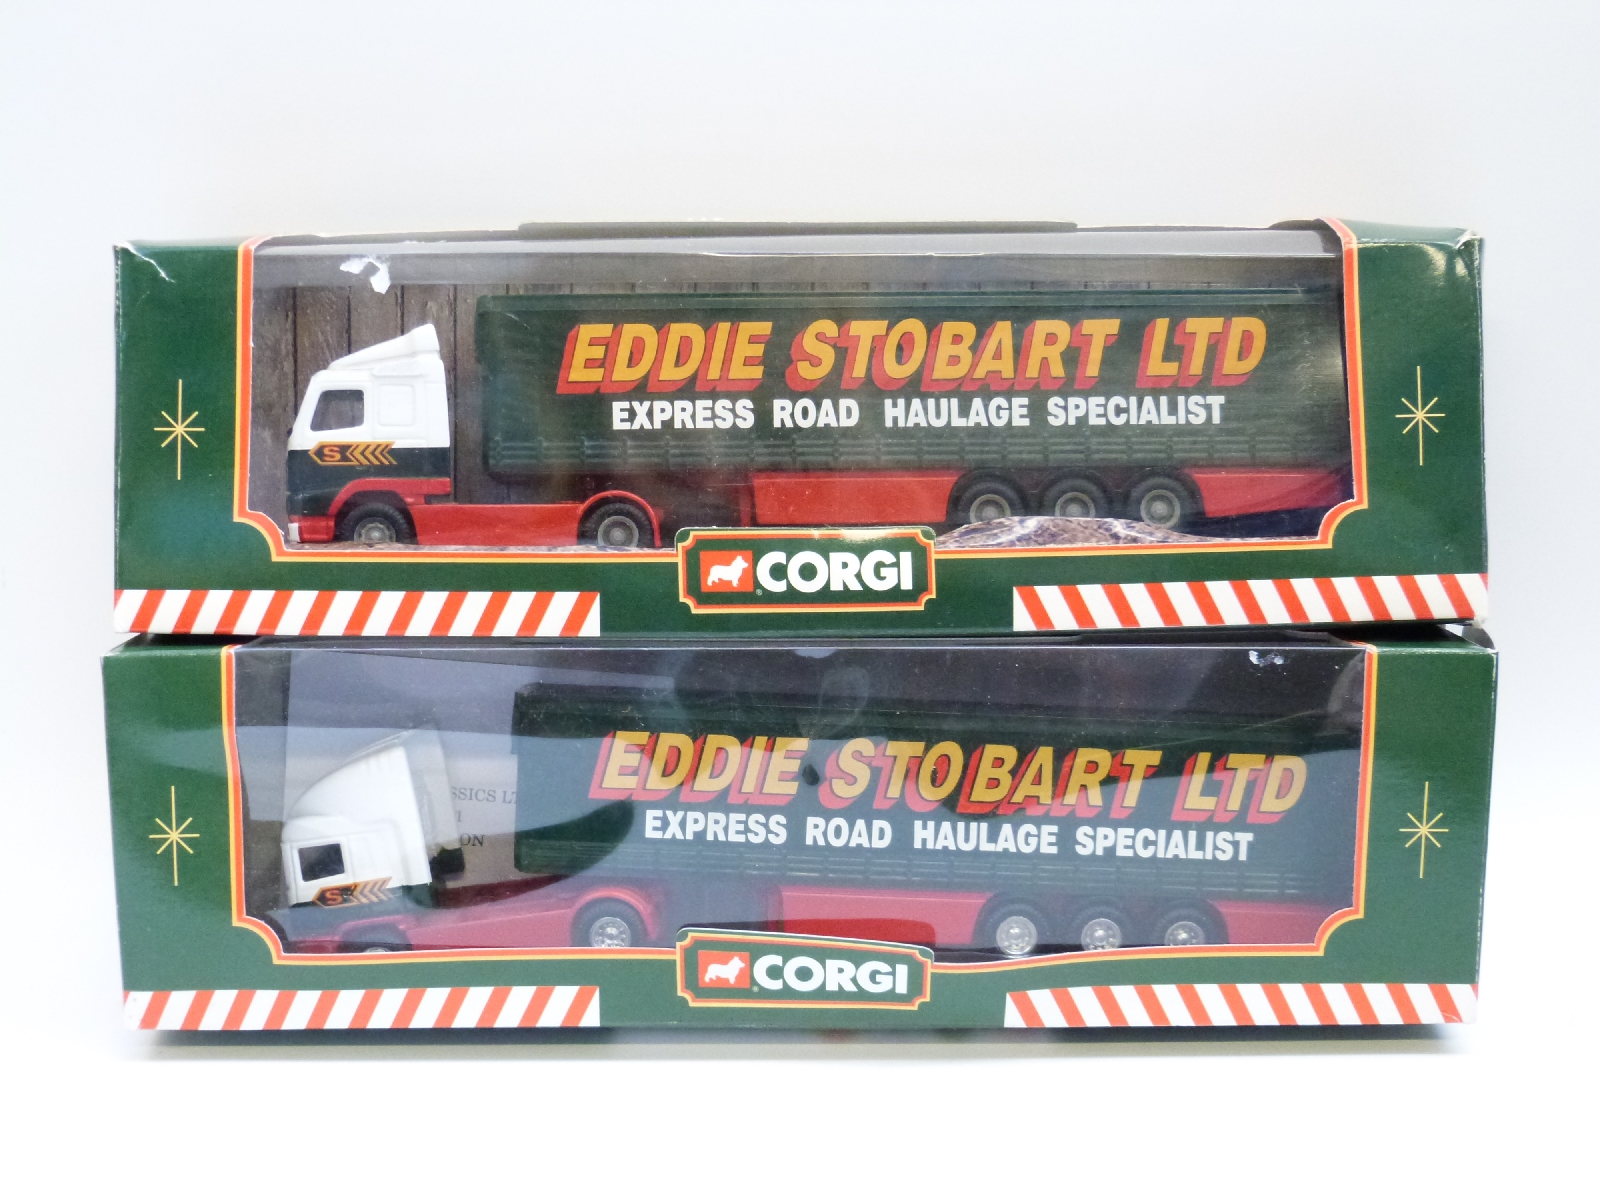 EDDIE STOBART LTD
EXPRESS ROAD HAULAGE SPECIALIST
S
CORGI
EDDIE STOBART LTD
EXPRESS ROAD HAULAGE SPECIALIST
S
CORGI